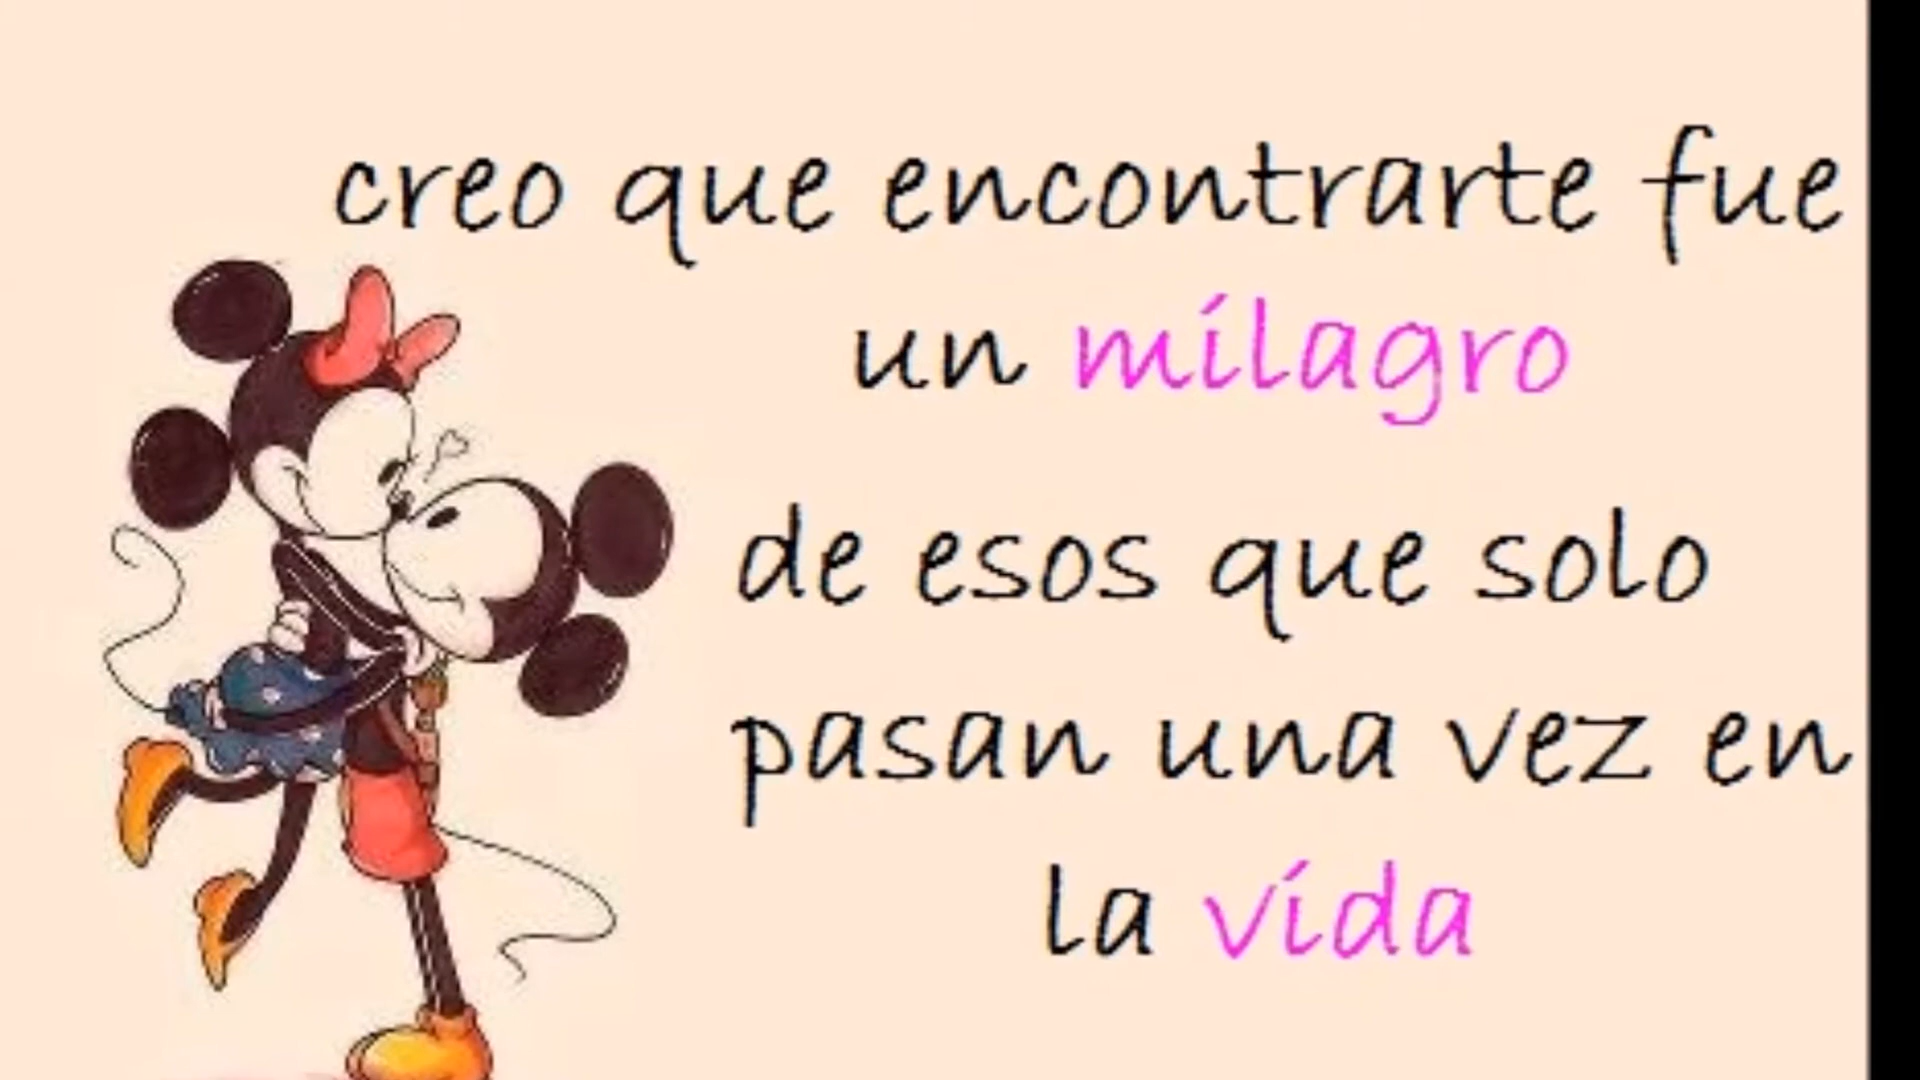 creo que encontrarte fue
un milagro
de esos que solo
pasan una vez en
la vida